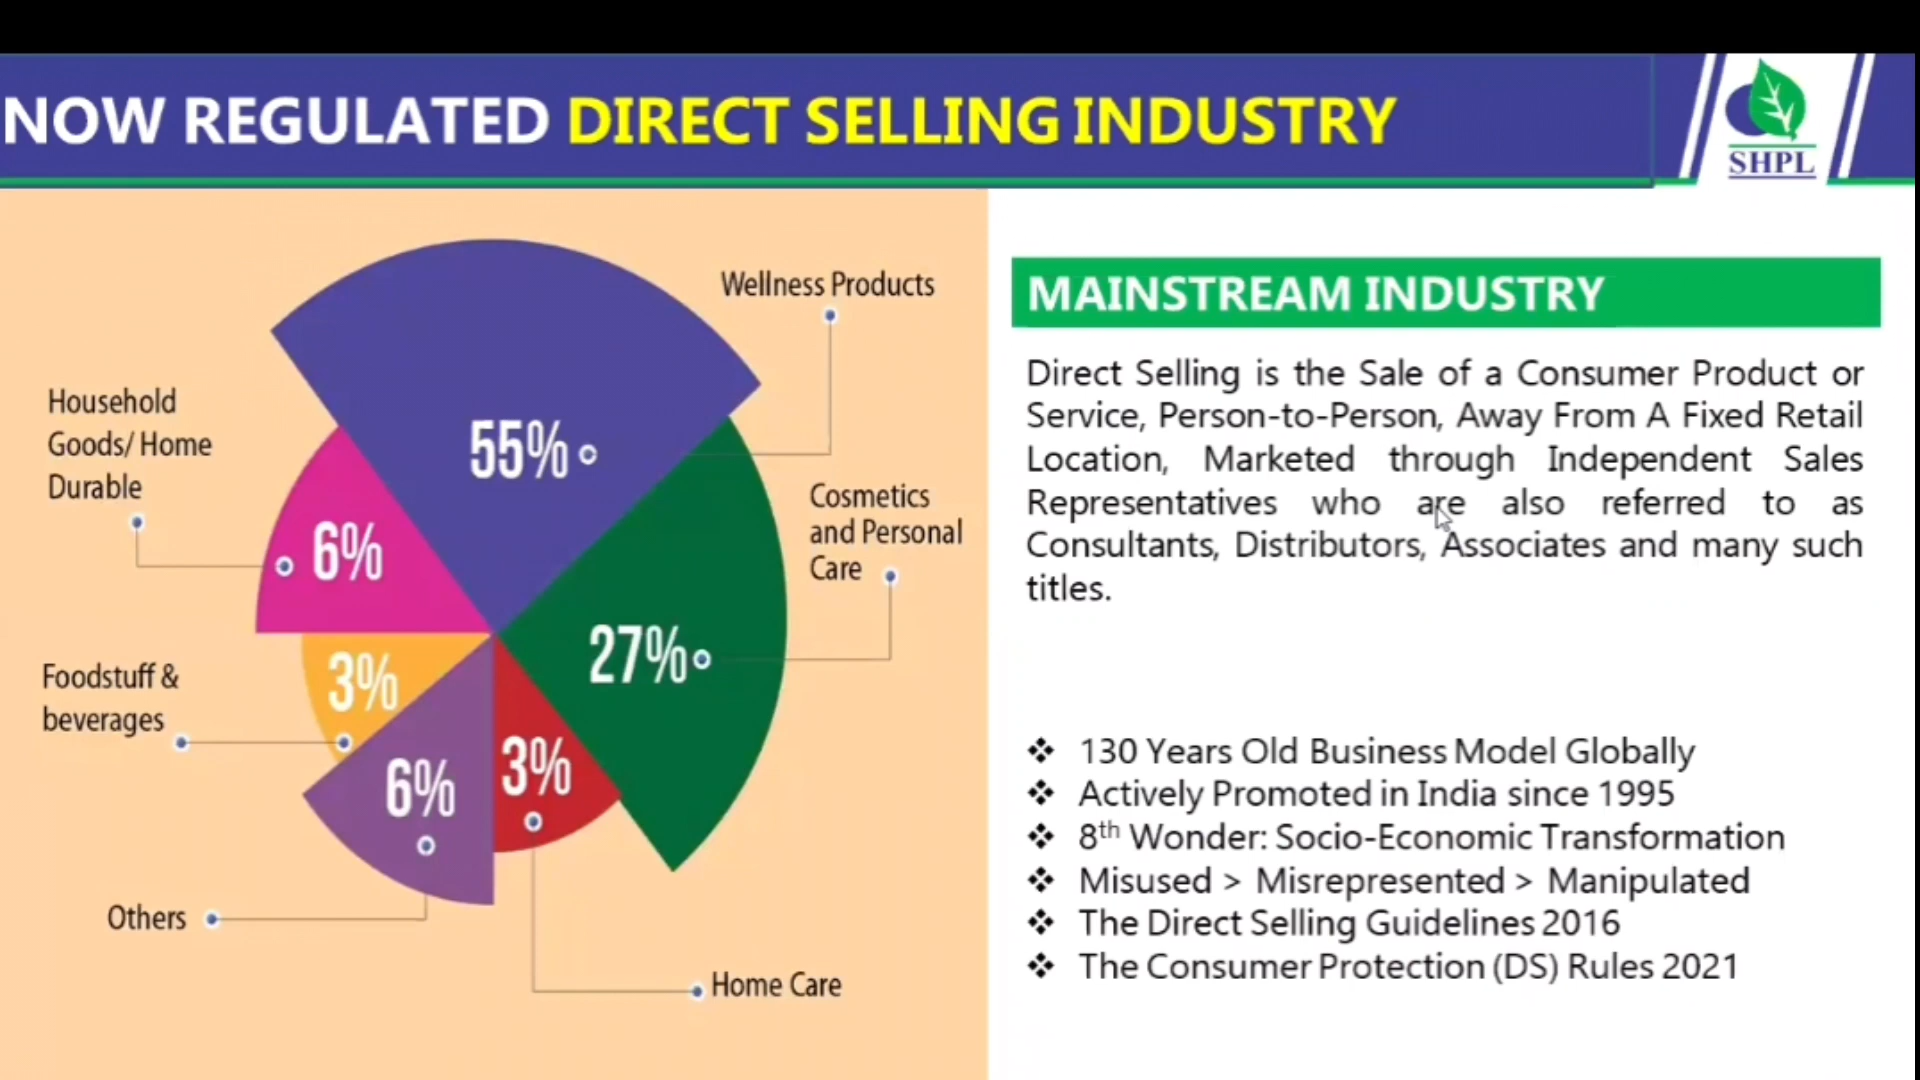 NOW REGULATED DIRECT SELLING INDUSTRY
SHPL
Wellness Products
55%
Household
Goods/ Home
Durable
6%
Cosmetics
and Personal
Care
27%
Foodstuff &
beverages
3%
6%
3%
Others
Home Care
MAINSTREAM INDUSTRY
Direct Selling is the Sale of a Consumer Product or
Service, Person-to-Person, Away From A Fixed Retail
Location, Marketed through Independent Sales
Representatives who are also referred to as
Consultants, Distributors, Associates and many such
titles.
❖ 130 Years Old Business Model Globally
❖ Actively Promoted in India since 1995
❖ 8th Wonder: Socio-Economic Transformation
❖ Misused > Misrepresented > Manipulated
❖ The Direct Selling Guidelines 2016
❖ The Consumer Protection (DS) Rules 2021